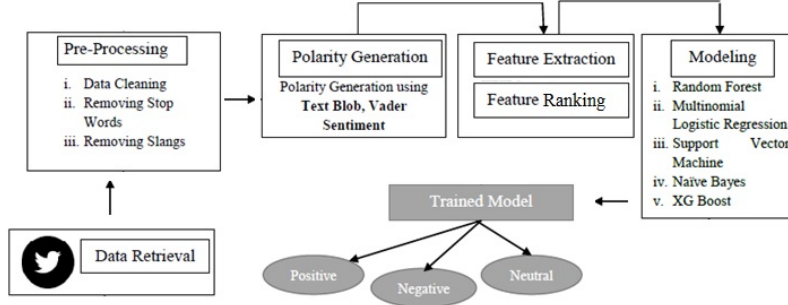 Pre-Processing
i. Data Cleaning
ii. Removing Stop
Words
iii. Removing Slangs
Polarity Generation
Polarity Generation using
Text Blob, Vader
Sentiment
Feature Extraction
Feature Ranking
Modeling
i. Random Forest
ii. Multinomial
Logistic Regression
iii. Support Vector
Machine
iv. Naïve Bayes
v. XG Boost
Trained Model
Data Retrieval
Positive
Negative
Neutral